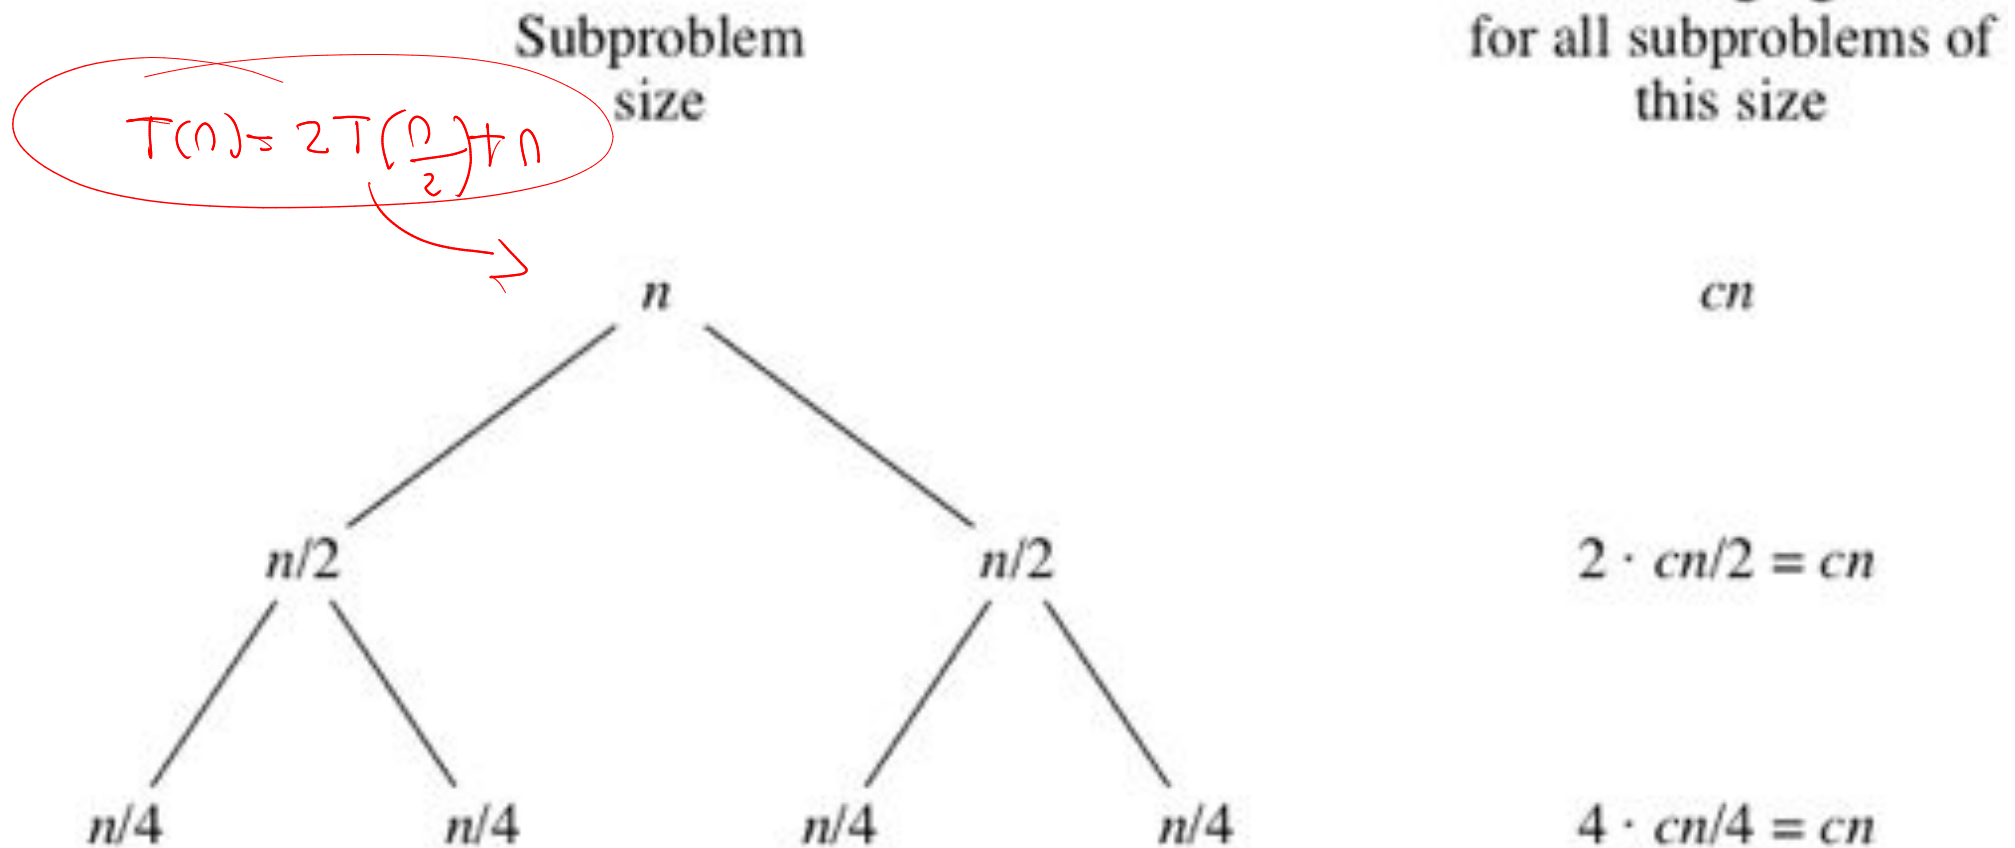 Subproblem
size
for all subproblems of
this size
T(n) = 2T(n/2) + n
n
cn
n/2 n/2
2 · cn/2 = cn
n/4 n/4 n/4 n/4
4 · cn/4 = cn